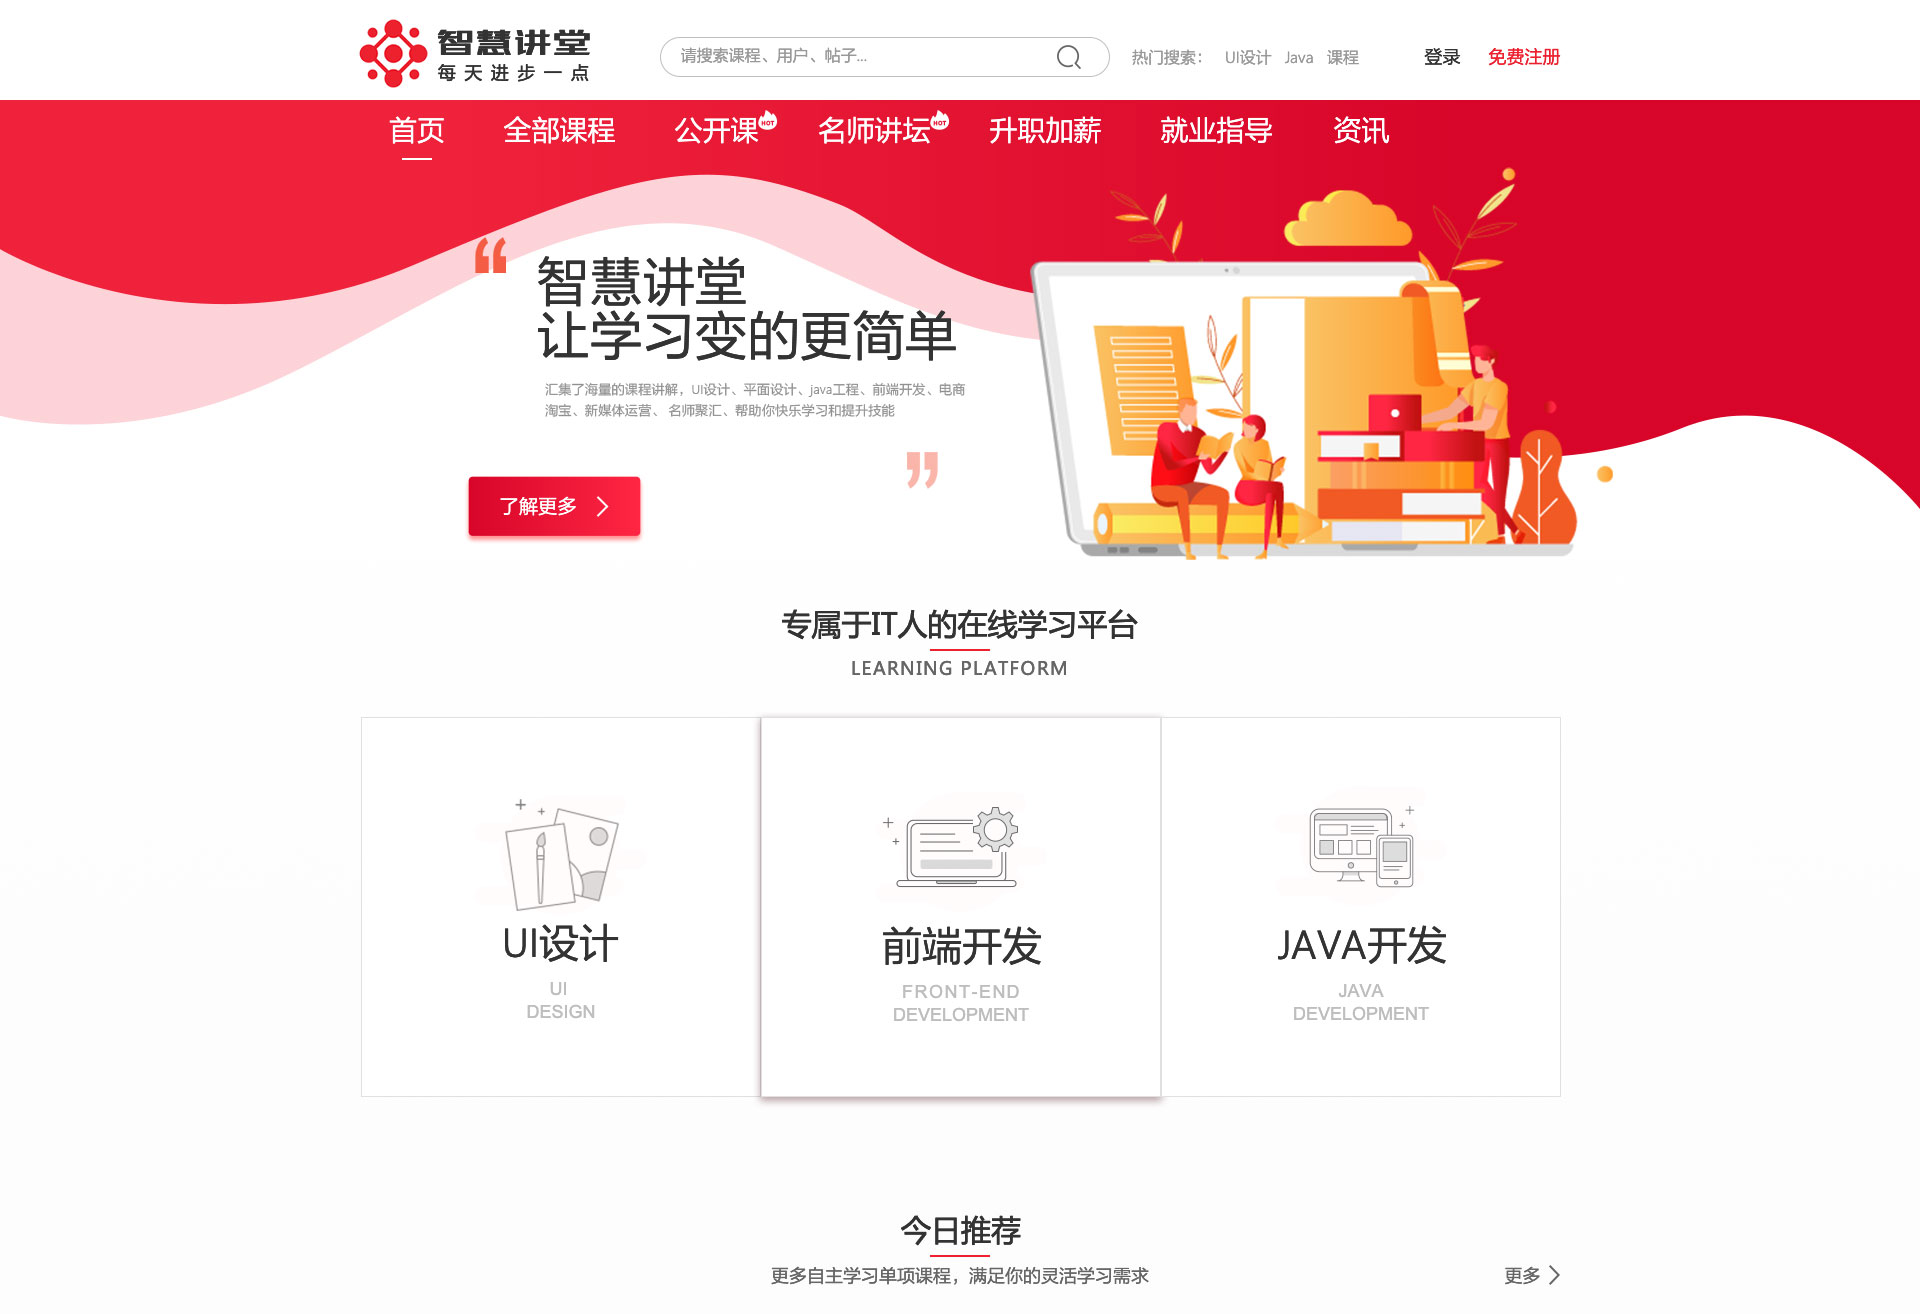 智慧讲堂
每天进步一点
请搜索课程、用户、帖子...
热门搜索： UI设计 Java 课程
登录 免费注册
首页 全部课程 公开课 HOT 名师讲坛 HOT 升职加薪 就业指导 资讯
智慧讲堂
让学习变的更简单
汇集了海量的课程讲解，UI设计、平面设计、java工程、前端开发、电商
淘宝、新媒体运营、 名师聚汇、帮助你快乐学习和提升技能
了解更多
专属于IT人的在线学习平台
LEARNING PLATFORM
UI设计
UI
DESIGN
前端开发
FRONT-END
DEVELOPMENT
JAVA开发
JAVA
DEVELOPMENT
今日推荐
更多自主学习单项课程，满足你的灵活学习需求
更多